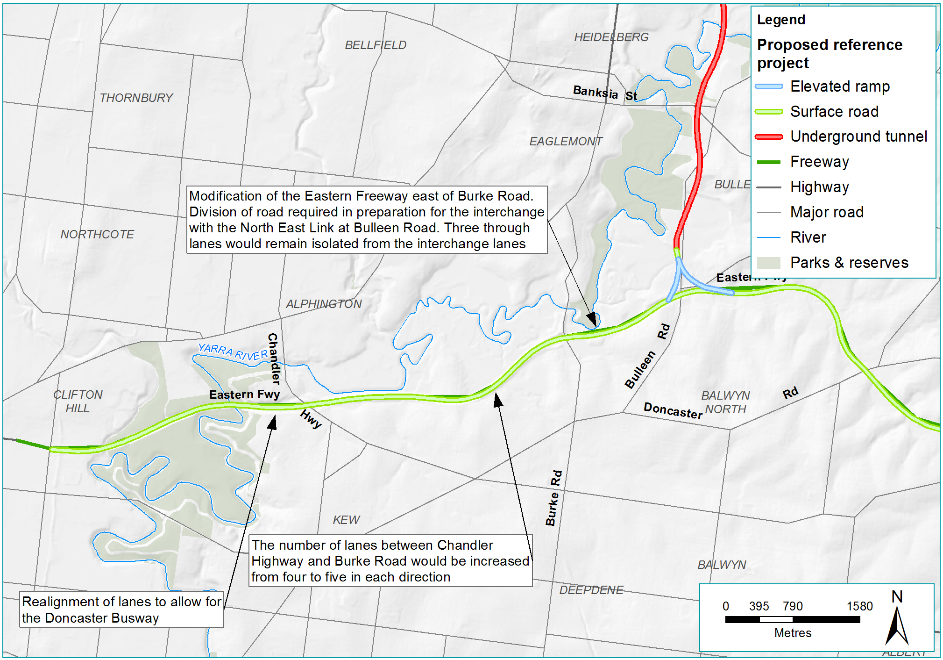 BELLFIELD
HEIDELBERG
THORNBURY
Banksia St
EAGLEMONT
BULLE
Modification of the Eastern Freeway east of Burke Road.
Division of road required in preparation for the interchange
with the North East Link at Bulleen Road. Three through
lanes would remain isolated from the interchange lanes
NORTHCOTE
ALPHINGTON
Eastern Fwy
YARRA RIVER
Chandler
Hwy
Eastern Fwy
CLIFTON
HILL
Bulleen Rd
BALWYN
NORTH
Doncaster Rd
Burke Rd
KEW
The number of lanes between Chandler
Highway and Burke Road would be increased
from four to five in each direction
DEEPDENE
BALWYN
Realignment of lanes to allow for
the Doncaster Busway
Legend
Proposed reference
project
Elevated ramp
Surface road
Underground tunnel
Freeway
Highway
Major road
River
Parks & reserves
0 395 790 1580
Metres
N